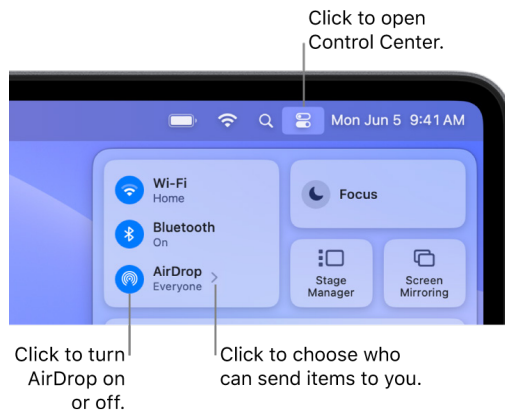 Click to open
Control Center.
Mon Jun 5 9:41 AM
Wi-Fi
Home
Focus
Bluetooth
On
AirDrop
Everyone
Stage
Manager
Screen
Mirroring
Click to turn
AirDrop on
or off.
Click to choose who
can send items to you.